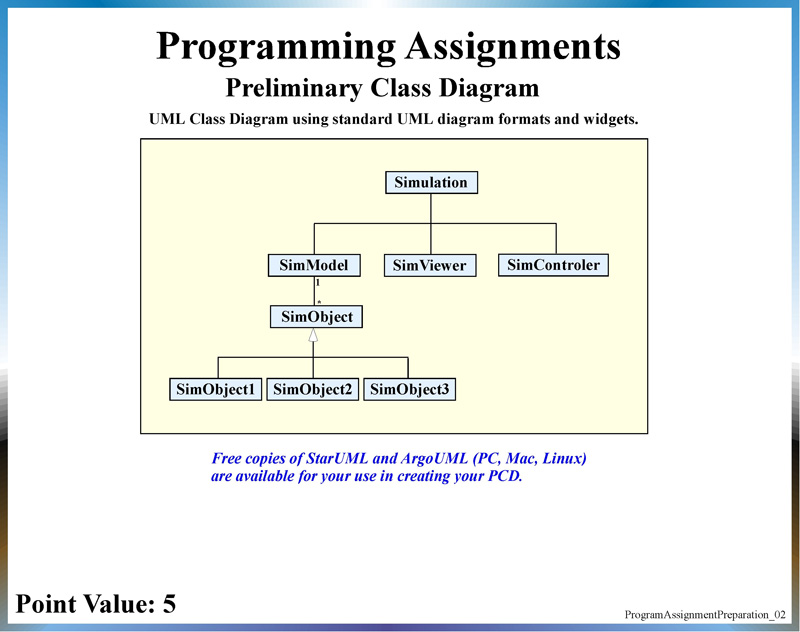 Programming Assignments
Preliminary Class Diagram
UML Class Diagram using standard UML diagram formats and widgets.
Simulation
SimModel
SimViewer
SimControler
1
*
SimObject
SimObject1
SimObject2
SimObject3
Free copies of StarUML and ArgoUML (PC, Mac, Linux)
are available for your use in creating your PCD.
Point Value: 5
ProgramAssignmentPreparation_02